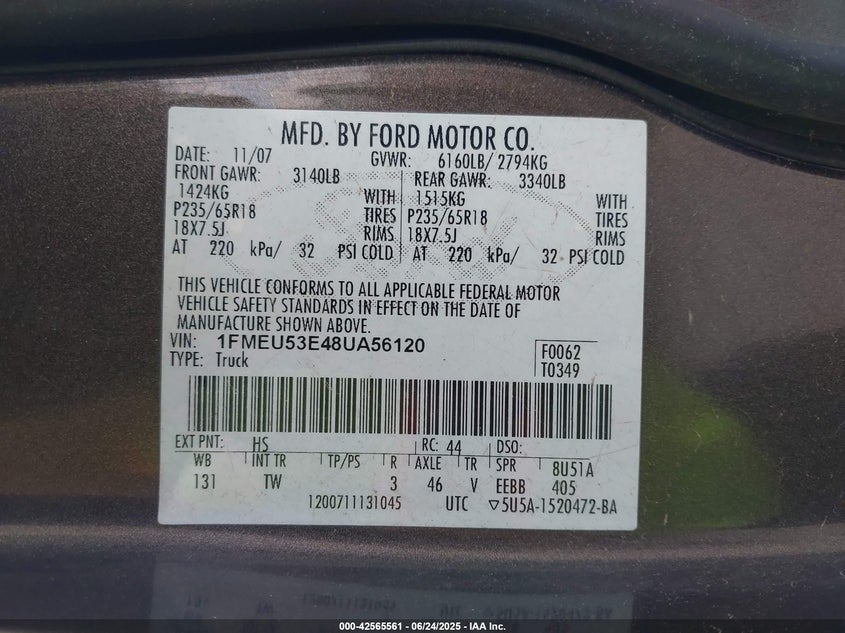 MFD. BY FORD MOTOR CO.
DATE: 11/07 GVWR: 6160LB/ 2794KG
FRONT GAWR: 3140LB REAR GAWR: 3340LB
1424KG WITH 1515KG WITH
P235/65R18 TIRES P235/65R18 TIRES
18X7.5J RIMS 18X7.5J RIMS
AT 220 kPa/ 32 PSI COLD AT 220 kPa/ 32 PSI COLD
THIS VEHICLE CONFORMS TO ALL APPLICABLE FEDERAL MOTOR
VEHICLE SAFETY STANDARDS IN EFFECT ON THE DATE OF
MANUFACTURE SHOWN ABOVE.
VIN: 1FMEU53E48UA56120
TYPE: Truck
F0062
T0349
EXT PNT: HS RC: 44 DSO:
WB INT TR TP/PS R AXLE TR SPR 8U51A
131 TW 3 46 V EEBB 405
1200711131045 UTC ▽5U5A-1520472-BA
000-42565561 - 06/24/2025 - IAA Inc.